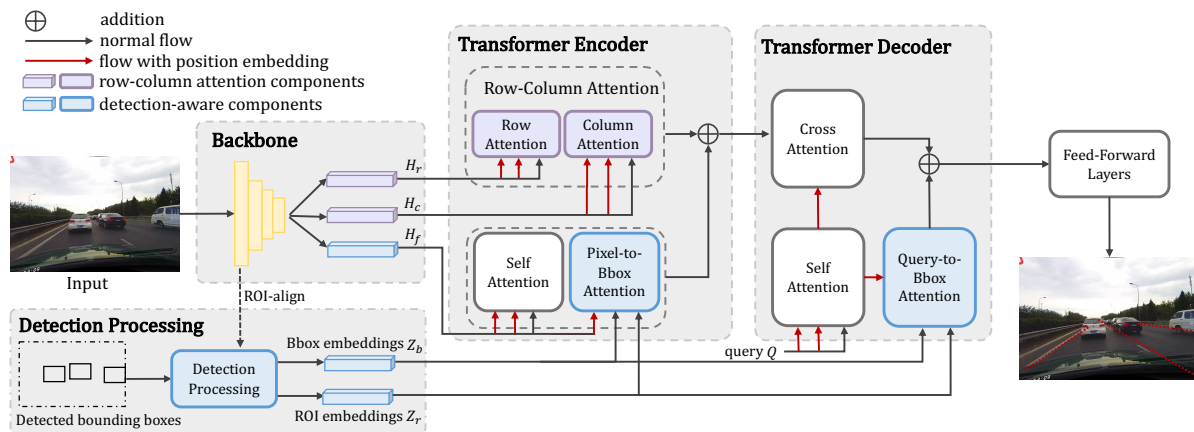 addition
normal flow
flow with position embedding
row-column attention components
detection-aware components
Backbone
Transformer Encoder
Transformer Decoder
Row-Column Attention
Row
Attention
Column
Attention
Cross
Attention
Feed-Forward
Layers
H_r
H_c
H_f
Input
Self
Attention
Pixel-to-
Bbox
Attention
Self
Attention
Query-to-
Bbox
Attention
ROI-align
Detection Processing
Bbox embeddings Z_b
query Q
Detection
Processing
Detected bounding boxes
ROI embeddings Z_r